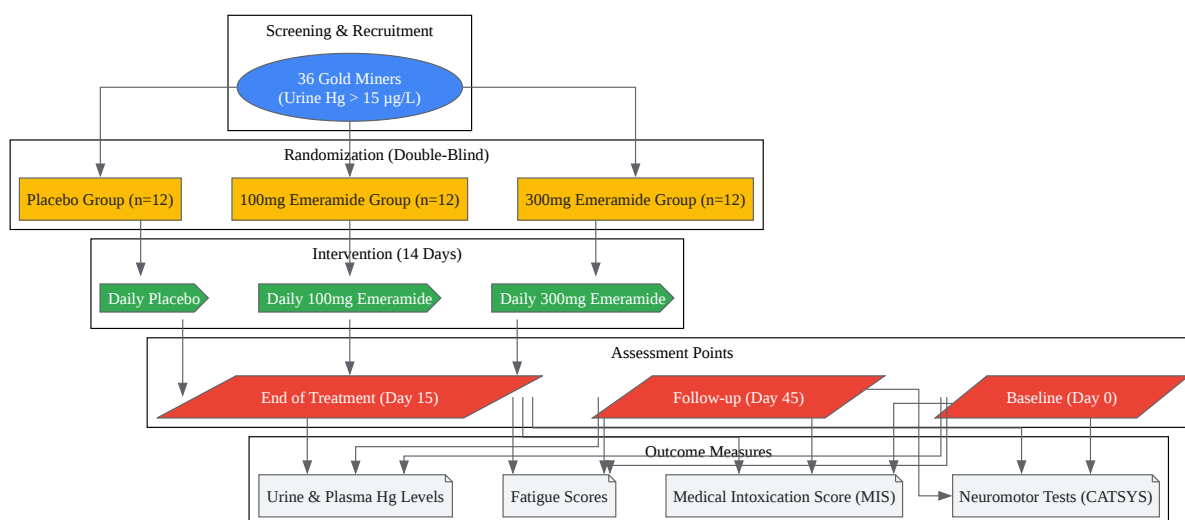 Screening & Recruitment
36 Gold Miners
(Urine Hg > 15 µg/L)
Randomization (Double-Blind)
Placebo Group (n=12)
100mg Emeramide Group (n=12)
300mg Emeramide Group (n=12)
Intervention (14 Days)
Daily Placebo
Daily 100mg Emeramide
Daily 300mg Emeramide
Assessment Points
End of Treatment (Day 15)
Follow-up (Day 45)
Baseline (Day 0)
Outcome Measures
Urine & Plasma Hg Levels
Fatigue Scores
Medical Intoxication Score (MIS)
Neuromotor Tests (CATSYS)